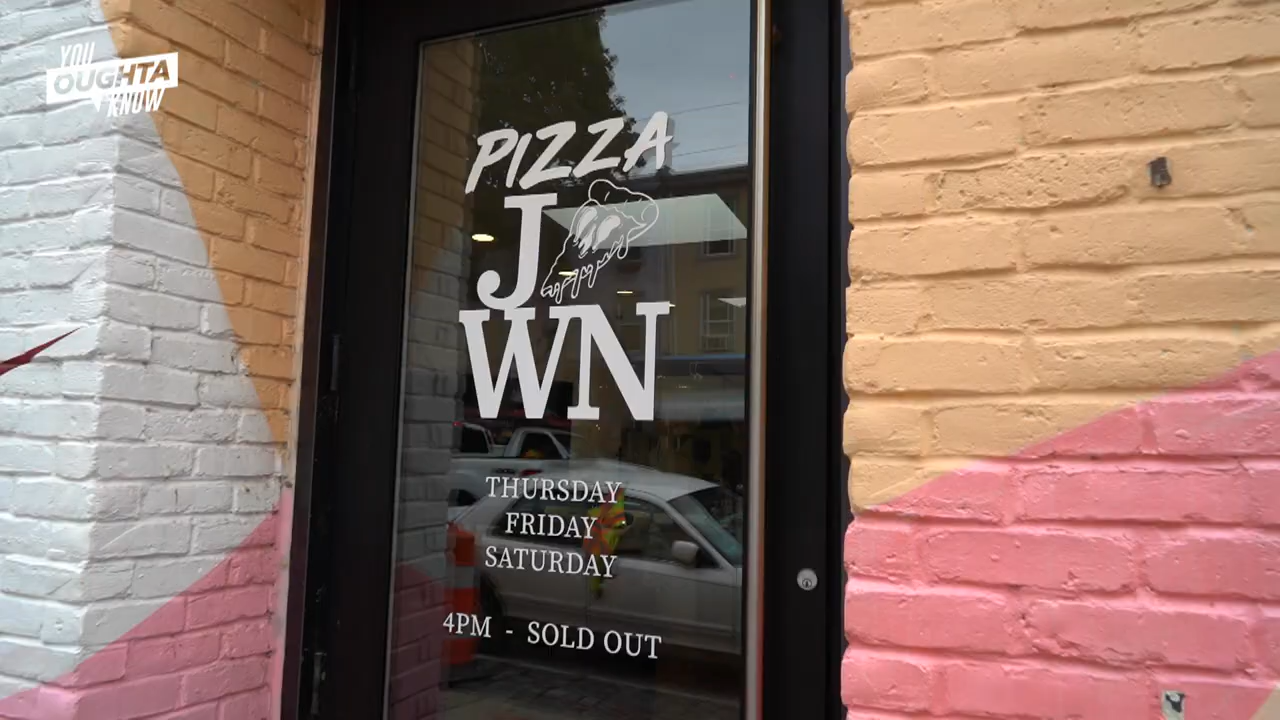 YOU
OUGHTA
KNOW
PIZZA
J
WN
THURSDAY
FRIDAY
SATURDAY
4PM - SOLD OUT